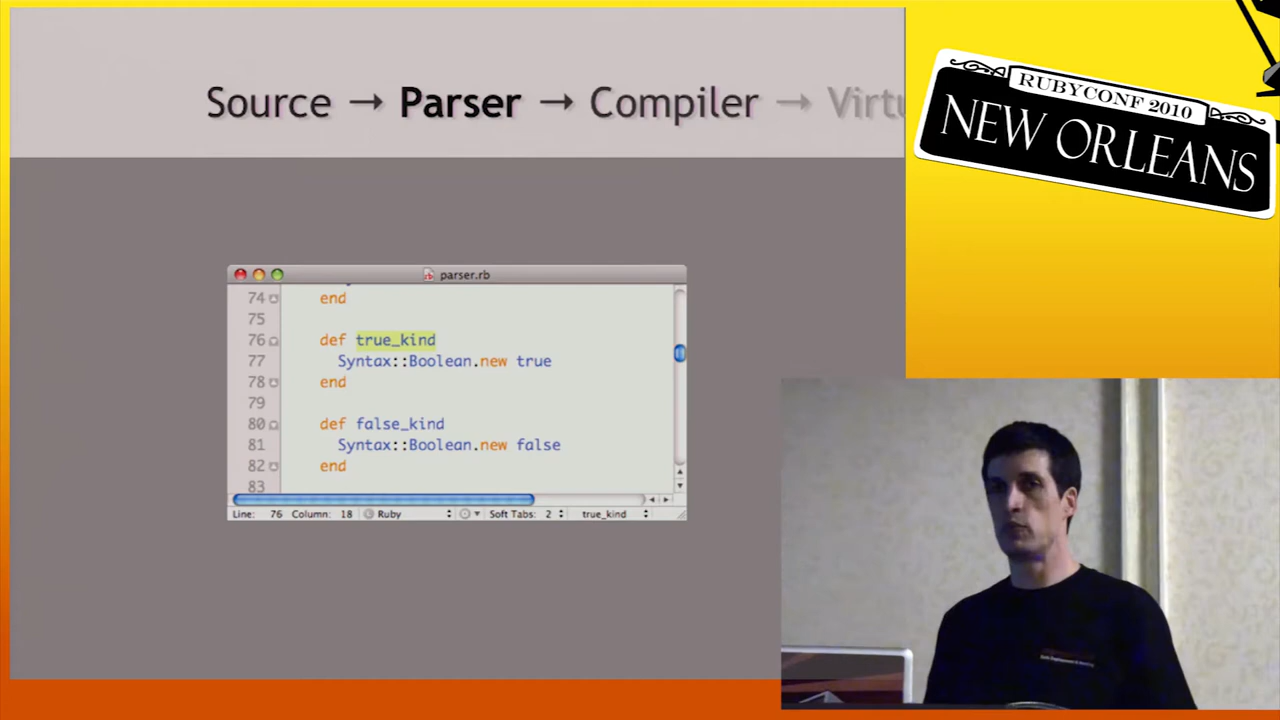 Source → Parser → Compiler → Virtu
RUBYCONF 2010
NEW ORLEANS
parser.rb
74 end
75
76 def true_kind
77 Syntax::Boolean.new true
78 end
79
80 def false_kind
81 Syntax::Boolean.new false
82 end
83
Line: 76 Column: 18 Ruby Soft Tabs: 2 true_kind